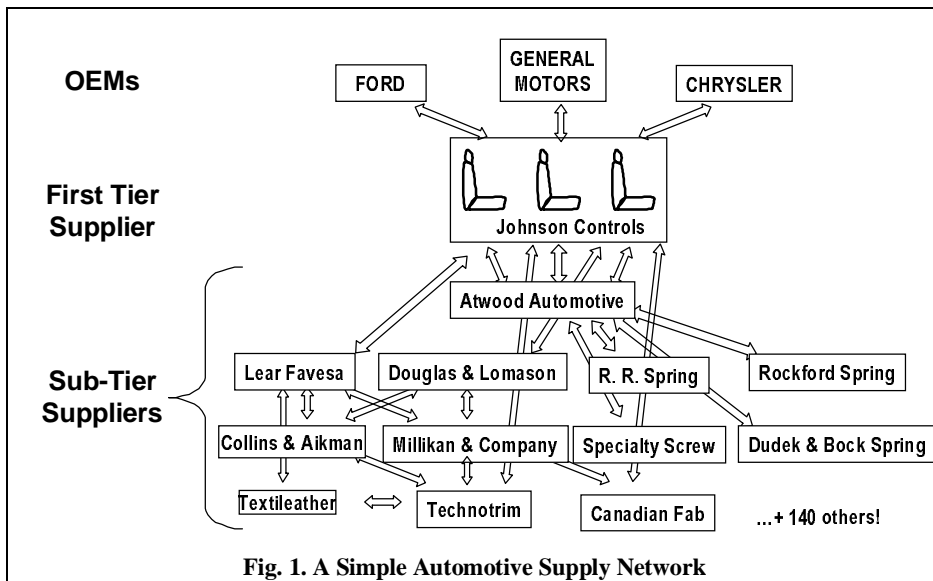 OEMs
FORD
GENERAL
MOTORS
CHRYSLER
First Tier
Supplier
Johnson Controls
Atwood Automotive
Sub-Tier
Suppliers
Lear Favesa
Douglas & Lomason
R. R. Spring
Rockford Spring
Collins & Aikman
Millikan & Company
Specialty Screw
Dudek & Bock Spring
Textileather
Technotrim
Canadian Fab
...+ 140 others!
Fig. 1. A Simple Automotive Supply Network